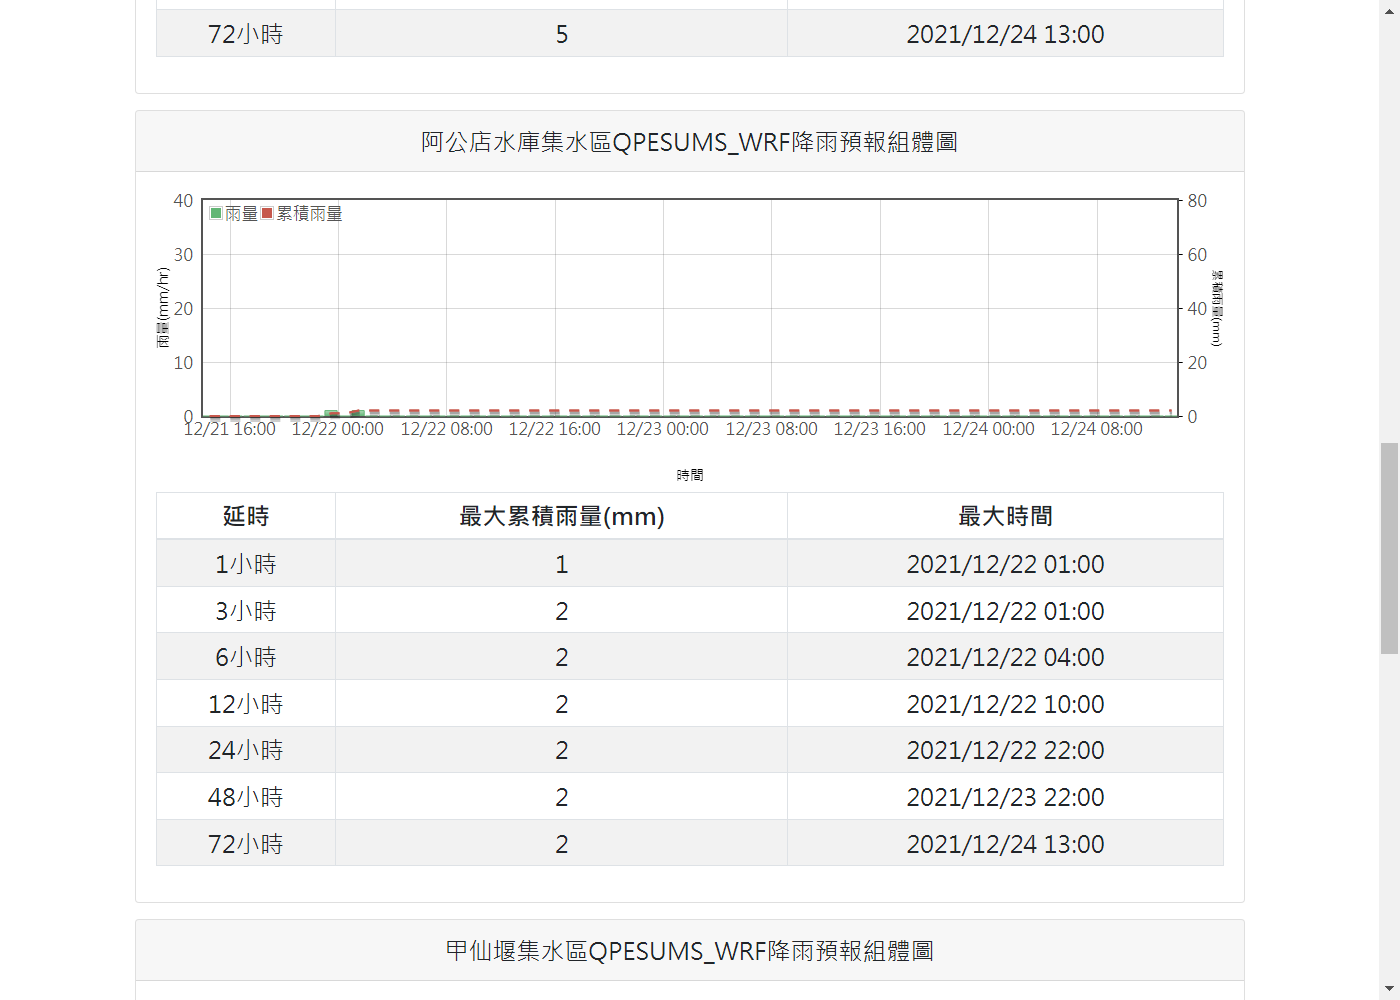 72小時 5 2021/12/24 13:00
阿公店水庫集水區QPESUMS_WRF降雨預報組體圖
雨量 累積雨量
40 80
30 60
20 40
10 20
0 0
雨量(mm/hr)
累積雨量(mm)
12/21 16:00 12/22 00:00 12/22 08:00 12/22 16:00 12/23 00:00 12/23 08:00 12/23 16:00 12/24 00:00 12/24 08:00
時間
延時 最大累積雨量(mm) 最大時間
1小時 1 2021/12/22 01:00
3小時 2 2021/12/22 01:00
6小時 2 2021/12/22 04:00
12小時 2 2021/12/22 10:00
24小時 2 2021/12/22 22:00
48小時 2 2021/12/23 22:00
72小時 2 2021/12/24 13:00
甲仙堰集水區QPESUMS_WRF降雨預報組體圖